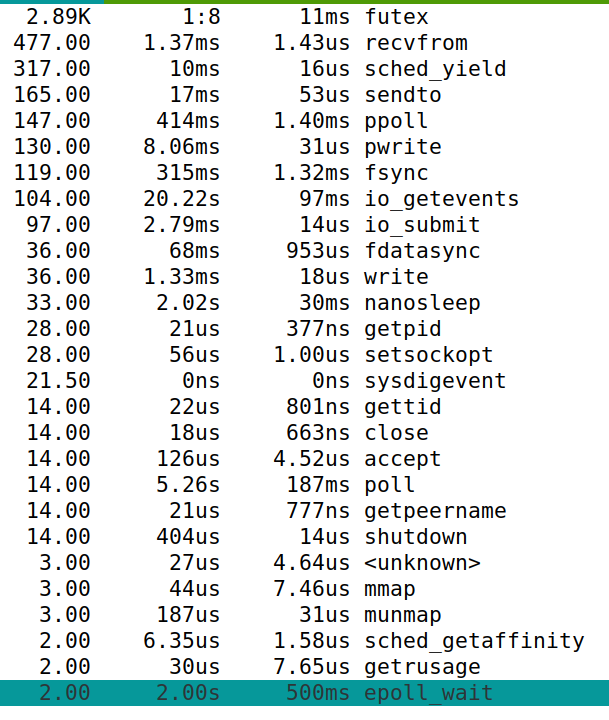 2.89K 1:8 11ms futex
477.00 1.37ms 1.43us recvfrom
317.00 10ms 16us sched_yield
165.00 17ms 53us sendto
147.00 414ms 1.40ms ppoll
130.00 8.06ms 31us pwrite
119.00 315ms 1.32ms fsync
104.00 20.22s 97ms io_getevents
97.00 2.79ms 14us io_submit
36.00 68ms 953us fdatasync
36.00 1.33ms 18us write
33.00 2.02s 30ms nanosleep
28.00 21us 377ns getpid
28.00 56us 1.00us setsockopt
21.50 0ns 0ns sysdigevent
14.00 22us 801ns gettid
14.00 18us 663ns close
14.00 126us 4.52us accept
14.00 5.26s 187ms poll
14.00 21us 777ns getpeername
14.00 404us 14us shutdown
3.00 27us 4.64us <unknown>
3.00 44us 7.46us mmap
3.00 187us 31us munmap
2.00 6.35us 1.58us sched_getaffinity
2.00 30us 7.65us getrusage
2.00 2.00s 500ms epoll_wait